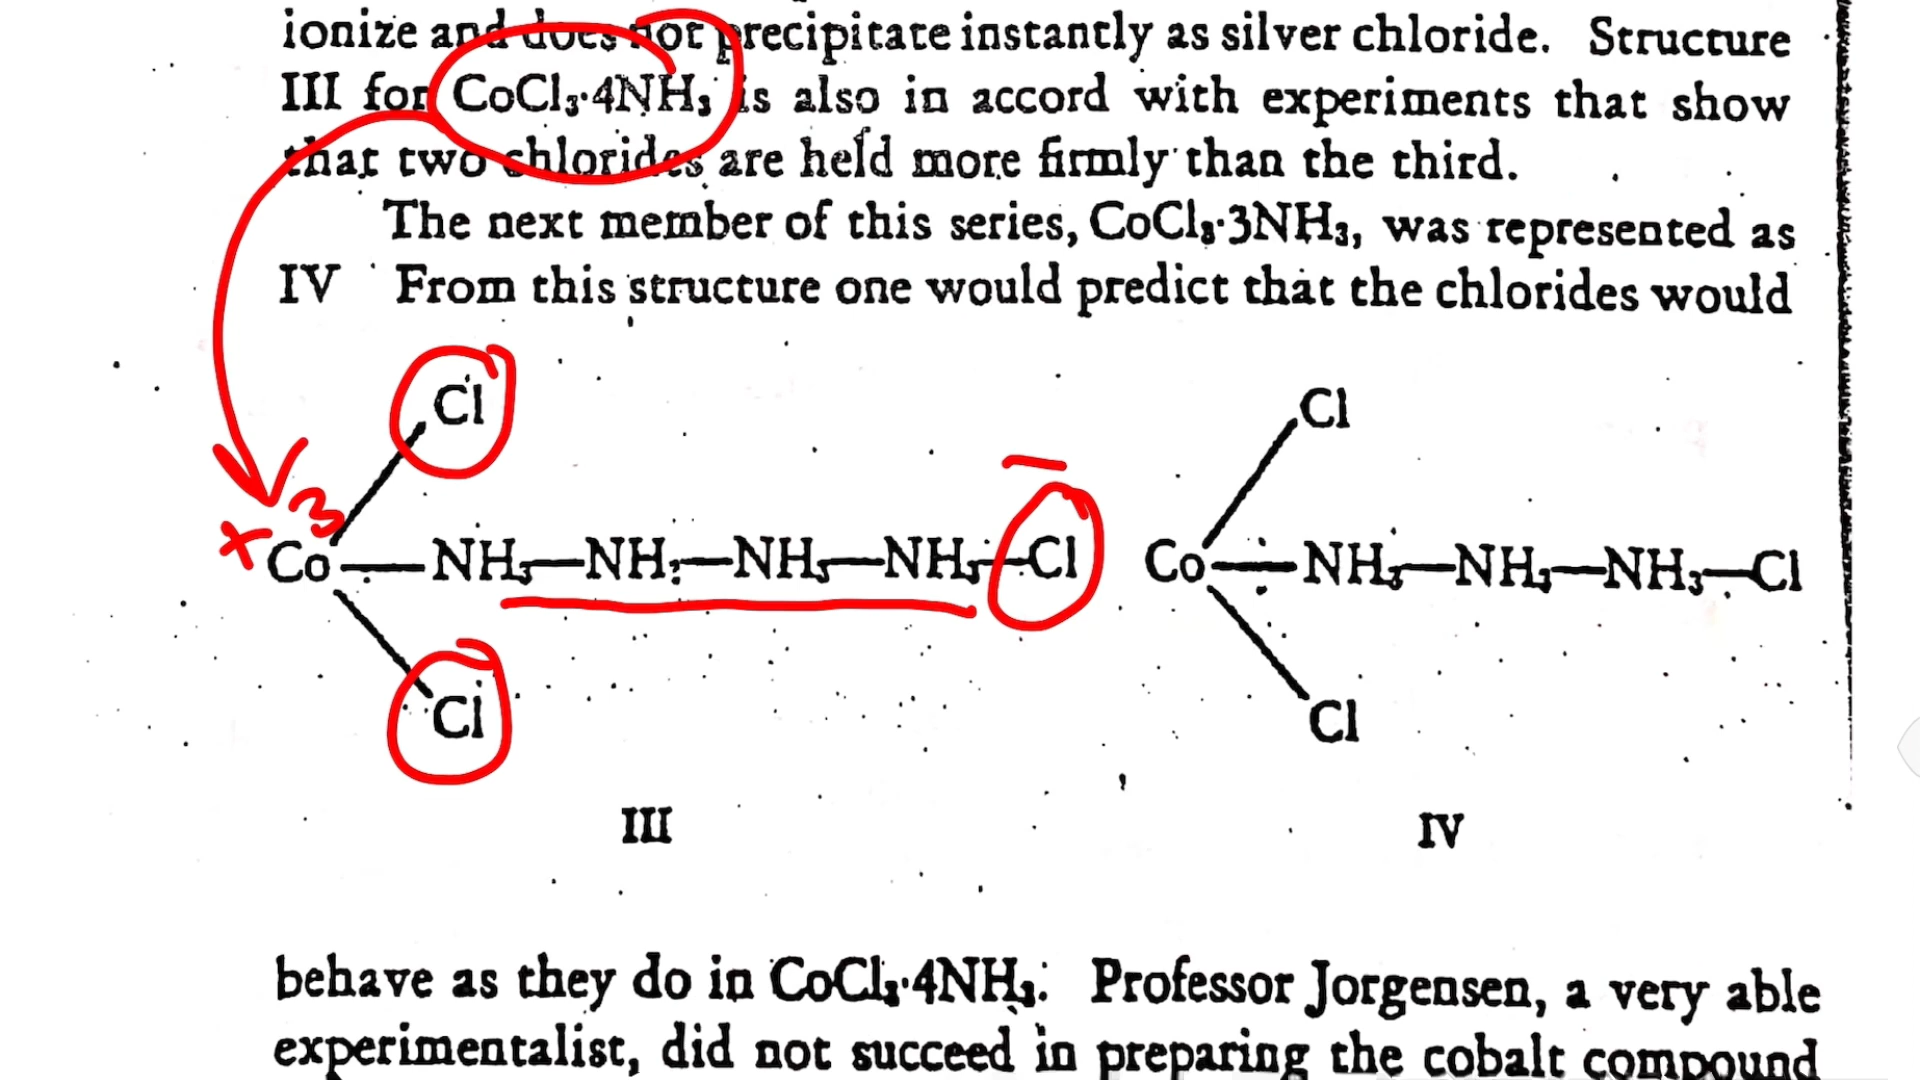 ionize and does not precipitate instantly as silver chloride. Structure
III for CoCl₃·4NH₃ is also in accord with experiments that show
that two chlorides are held more firmly than the third.
The next member of this series, CoCl₃·3NH₃, was represented as
IV From this structure one would predict that the chlorides would
Cl
Cl
+3
Co—NH₃—NH₃—NH₃—NH₃—Cl
–
Co—NH₃—NH₃—NH₃—Cl
Cl
Cl
III
IV
behave as they do in CoCl₃·4NH₃. Professor Jorgensen, a very able
experimentalist, did not succeed in preparing the cobalt compound